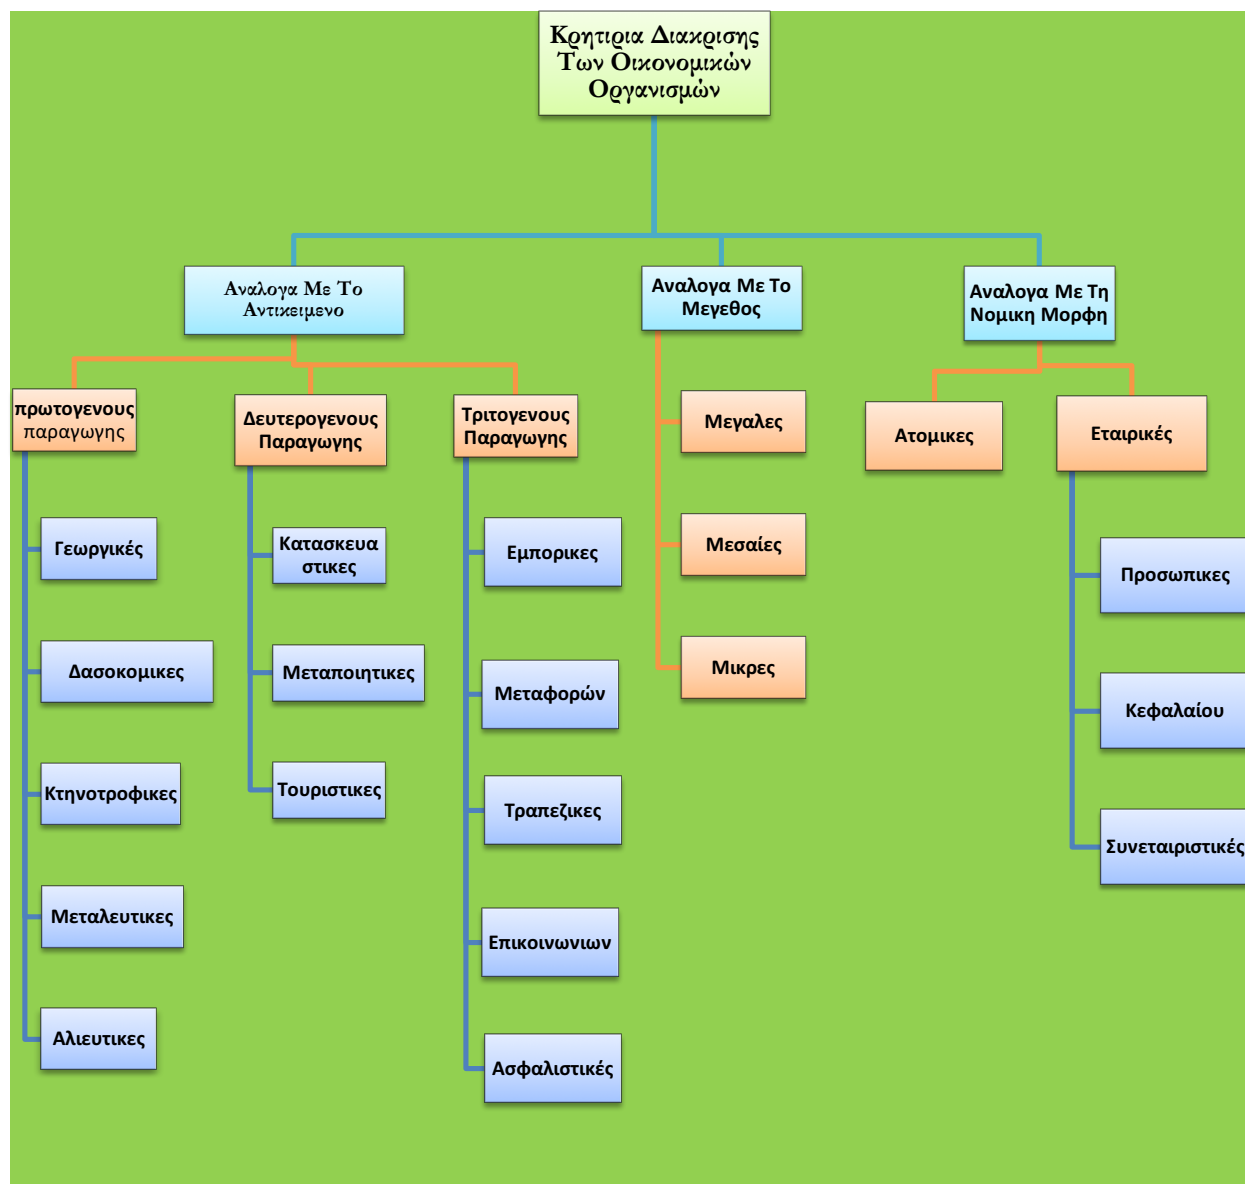 Κρητιρια Διακρισης
Των Οικονομικών
Οργανισμών
Αναλογα Με Το
Αντικειμενο
Αναλογα Με Το
Μεγεθος
Αναλογα Με Τη
Νομικη Μορφη
πρωτογενους
παραγωγης
Δευτερογενους
Παραγωγης
Τριτογενους
Παραγωγης
Μεγαλες
Ατομικες
Εταιρικές
Γεωργικές
Κατασκευα
στικες
Εμπορικες
Μεσαίες
Προσωπικες
Δασοκομικες
Μεταποιητικες
Μεταφορών
Μικρες
Κεφαλαίου
Κτηνοτροφικες
Τουριστικες
Τραπεζικες
Συνεταιριστικές
Μεταλευτικες
Επικοινωνιων
Αλιευτικες
Ασφαλιστικές